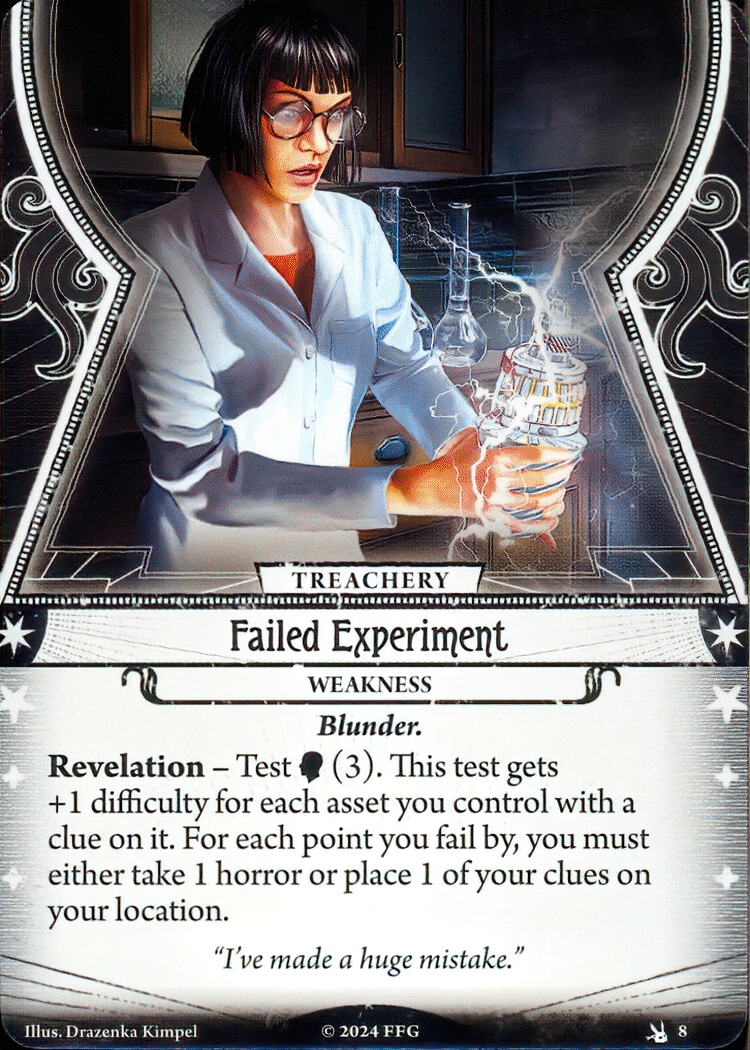 TREACHERY
Failed Experiment
WEAKNESS
Blunder.
Revelation – Test (3). This test gets
+1 difficulty for each asset you control with a
clue on it. For each point you fail by, you must
either take 1 horror or place 1 of your clues on
your location.
“I’ve made a huge mistake.”
Illus. Drazenka Kimpel
© 2024 FFG
8